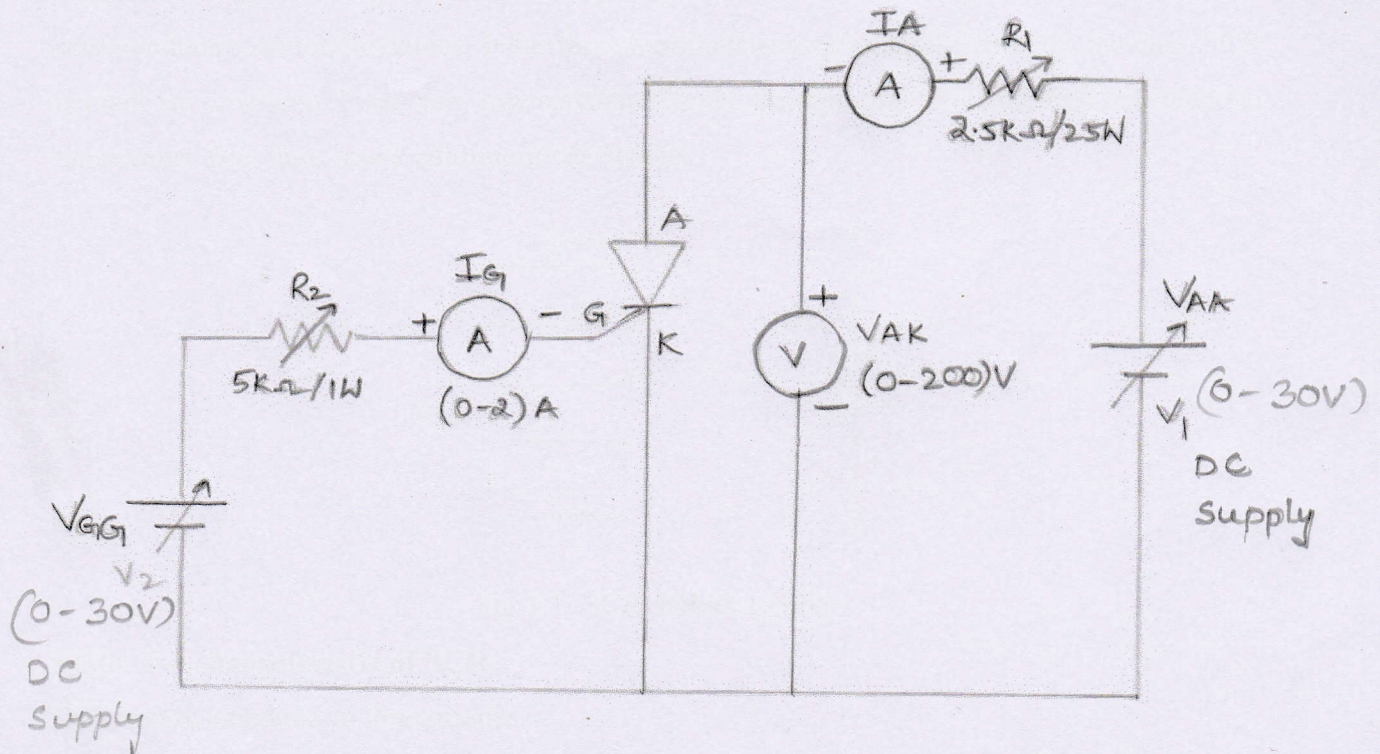 IA
- A + R1
2.5KΩ/25W
A
IG
R2
+ A - G
K
5KΩ/1W
(0-2) A
+
V
VAK
(0-200)V
-
VAA
V1 (0-30V)
DC
Supply
VGG
V2
(0-30V)
DC
Supply